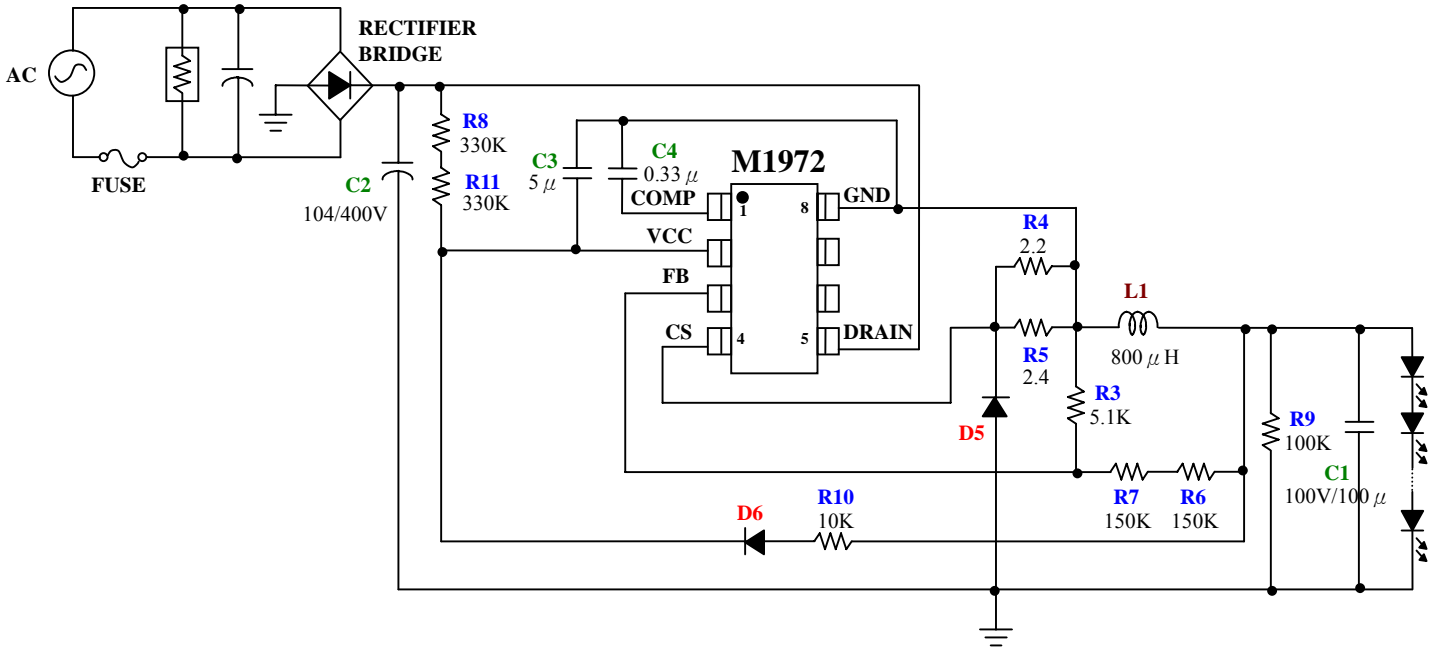 AC
RECTIFIER
BRIDGE
FUSE
R8
330K
R11
330K
C2
104/400V
C3
5 μ
C4
0.33 μ
M1972
COMP
1
8
GND
VCC
FB
CS
4
5
DRAIN
R4
2.2
R5
2.4
L1
800 μ H
R3
5.1K
D5
R9
100K
C1
100V/100 μ
R7
150K
R6
150K
R10
10K
D6